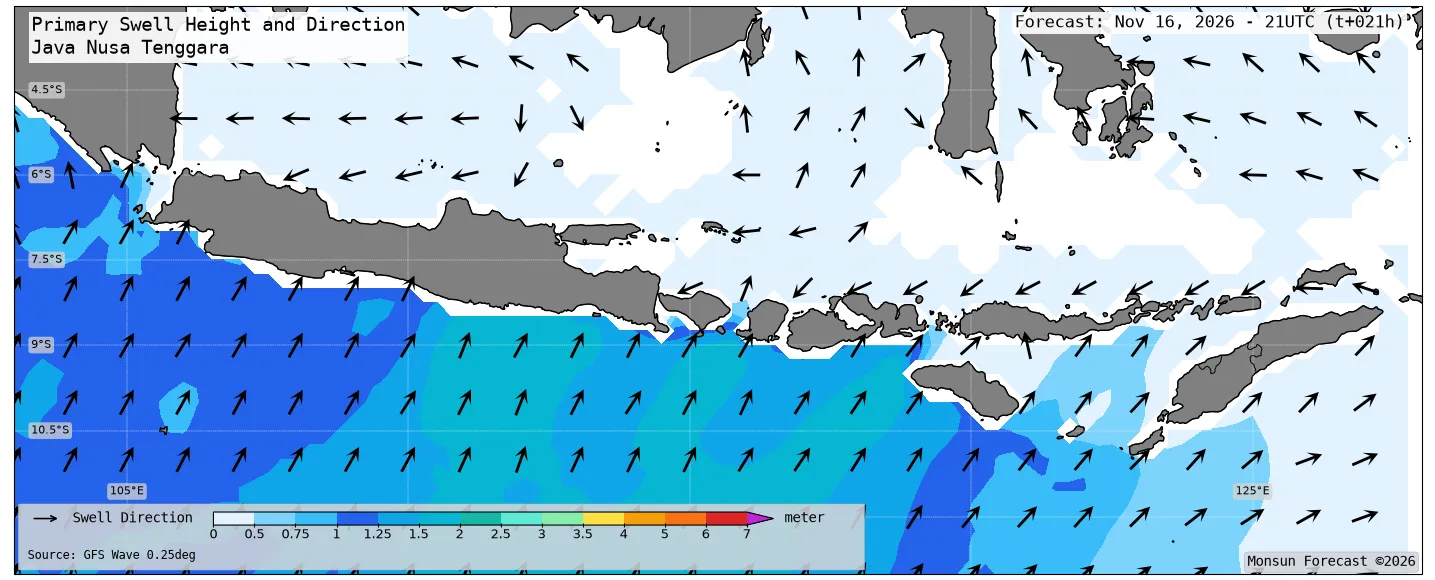 Primary Swell Height and Direction
Java Nusa Tenggara
Forecast: Nov 16, 2026 - 21UTC (t+021h)
4.5°S
6°S
7.5°S
9°S
10.5°S
105°E
125°E
Swell Direction
meter
0 0.5 0.75 1 1.25 1.5 2 2.5 3 3.5 4 5 6 7
Source: GFS Wave 0.25deg
Monsun Forecast ©2026